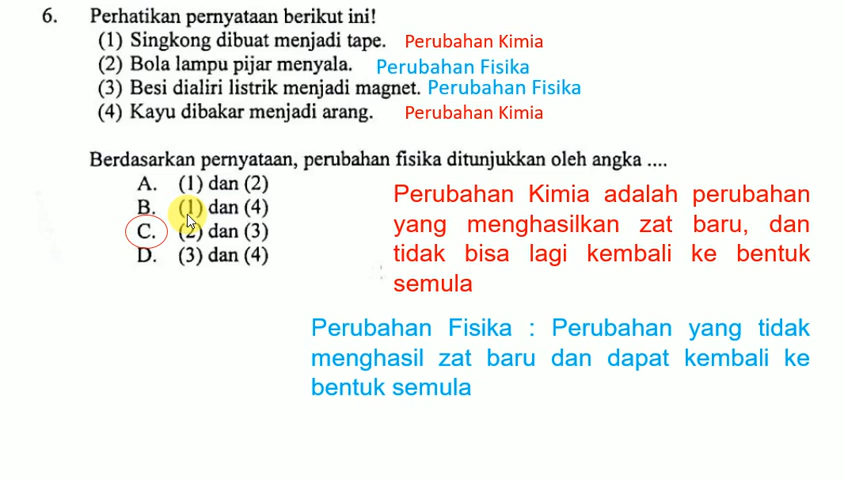 6. Perhatikan pernyataan berikut ini!
(1) Singkong dibuat menjadi tape. Perubahan Kimia
(2) Bola lampu pijar menyala. Perubahan Fisika
(3) Besi dialiri listrik menjadi magnet. Perubahan Fisika
(4) Kayu dibakar menjadi arang. Perubahan Kimia
Berdasarkan pernyataan, perubahan fisika ditunjukkan oleh angka ....
A. (1) dan (2)
B. (1) dan (4)
C. (2) dan (3)
D. (3) dan (4)
Perubahan Kimia adalah perubahan
yang menghasilkan zat baru, dan
tidak bisa lagi kembali ke bentuk
semula
Perubahan Fisika : Perubahan yang tidak
menghasil zat baru dan dapat kembali ke
bentuk semula